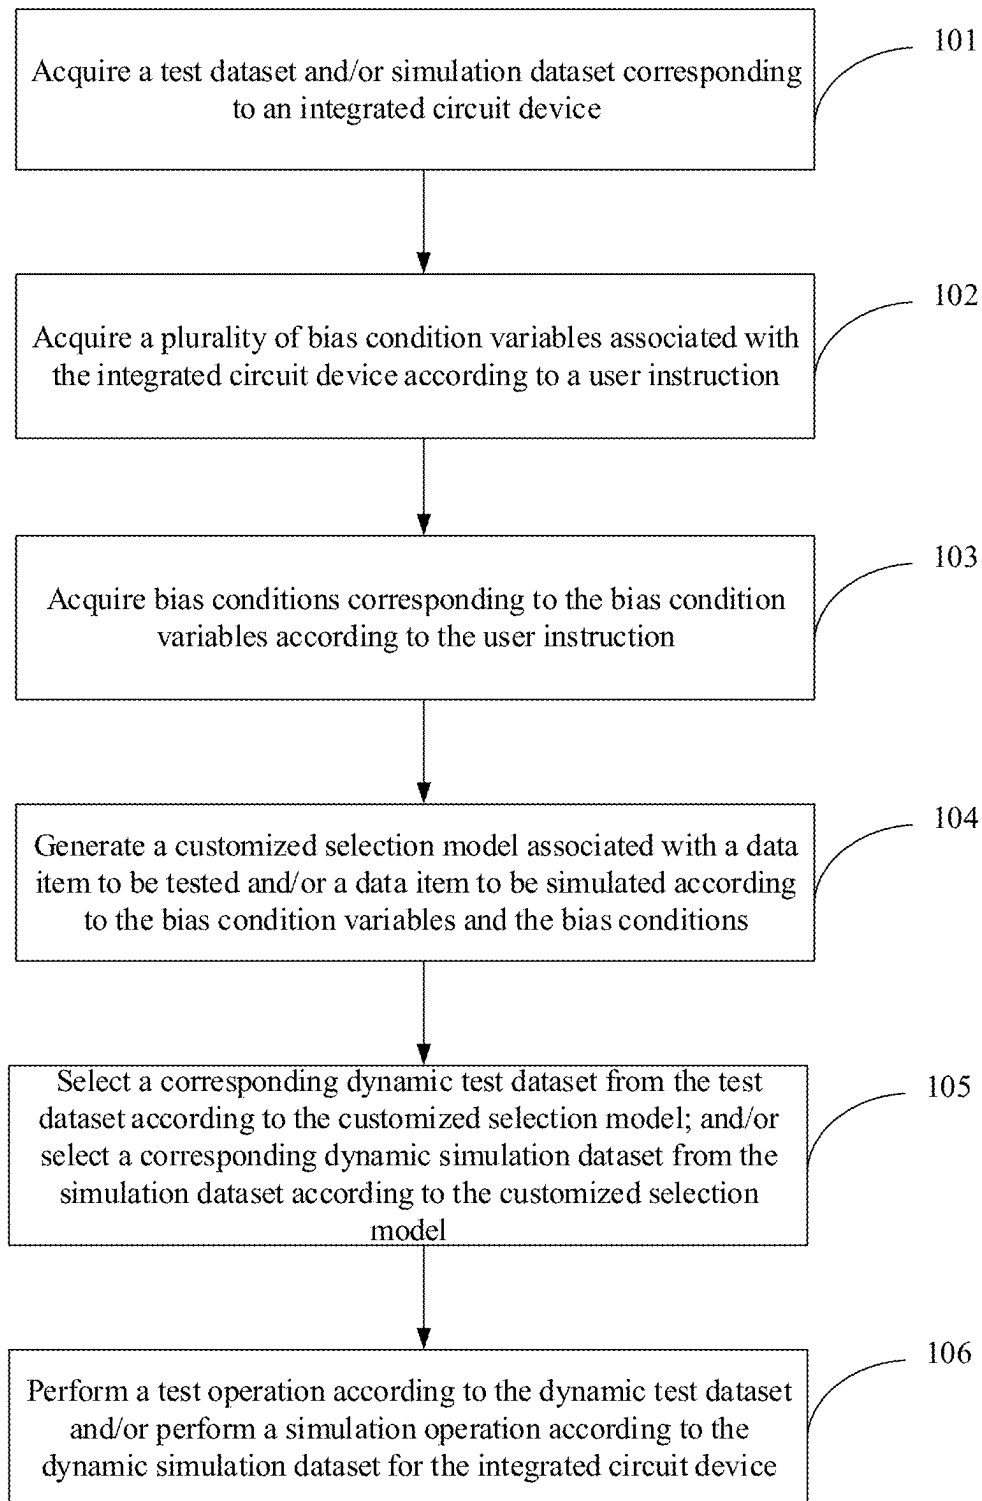 101
Acquire a test dataset and/or simulation dataset corresponding
to an integrated circuit device
102
Acquire a plurality of bias condition variables associated with
the integrated circuit device according to a user instruction
103
Acquire bias conditions corresponding to the bias condition
variables according to the user instruction
104
Generate a customized selection model associated with a data
item to be tested and/or a data item to be simulated according
to the bias condition variables and the bias conditions
105
Select a corresponding dynamic test dataset from the test
dataset according to the customized selection model; and/or
select a corresponding dynamic simulation dataset from the
simulation dataset according to the customized selection
model
106
Perform a test operation according to the dynamic test dataset
and/or perform a simulation operation according to the
dynamic simulation dataset for the integrated circuit device